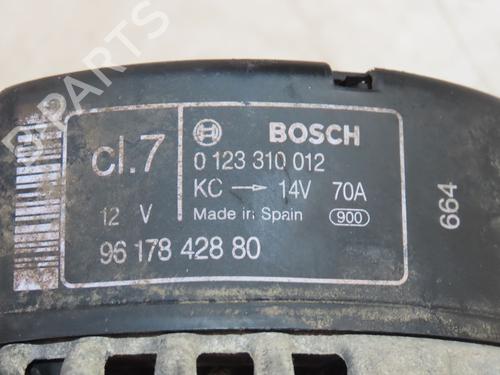 BOSCH
cl.7
0 123 310 012
KC → 14V 70A
12 V
Made in Spain 900
96 178 428 80
664
D PARTS